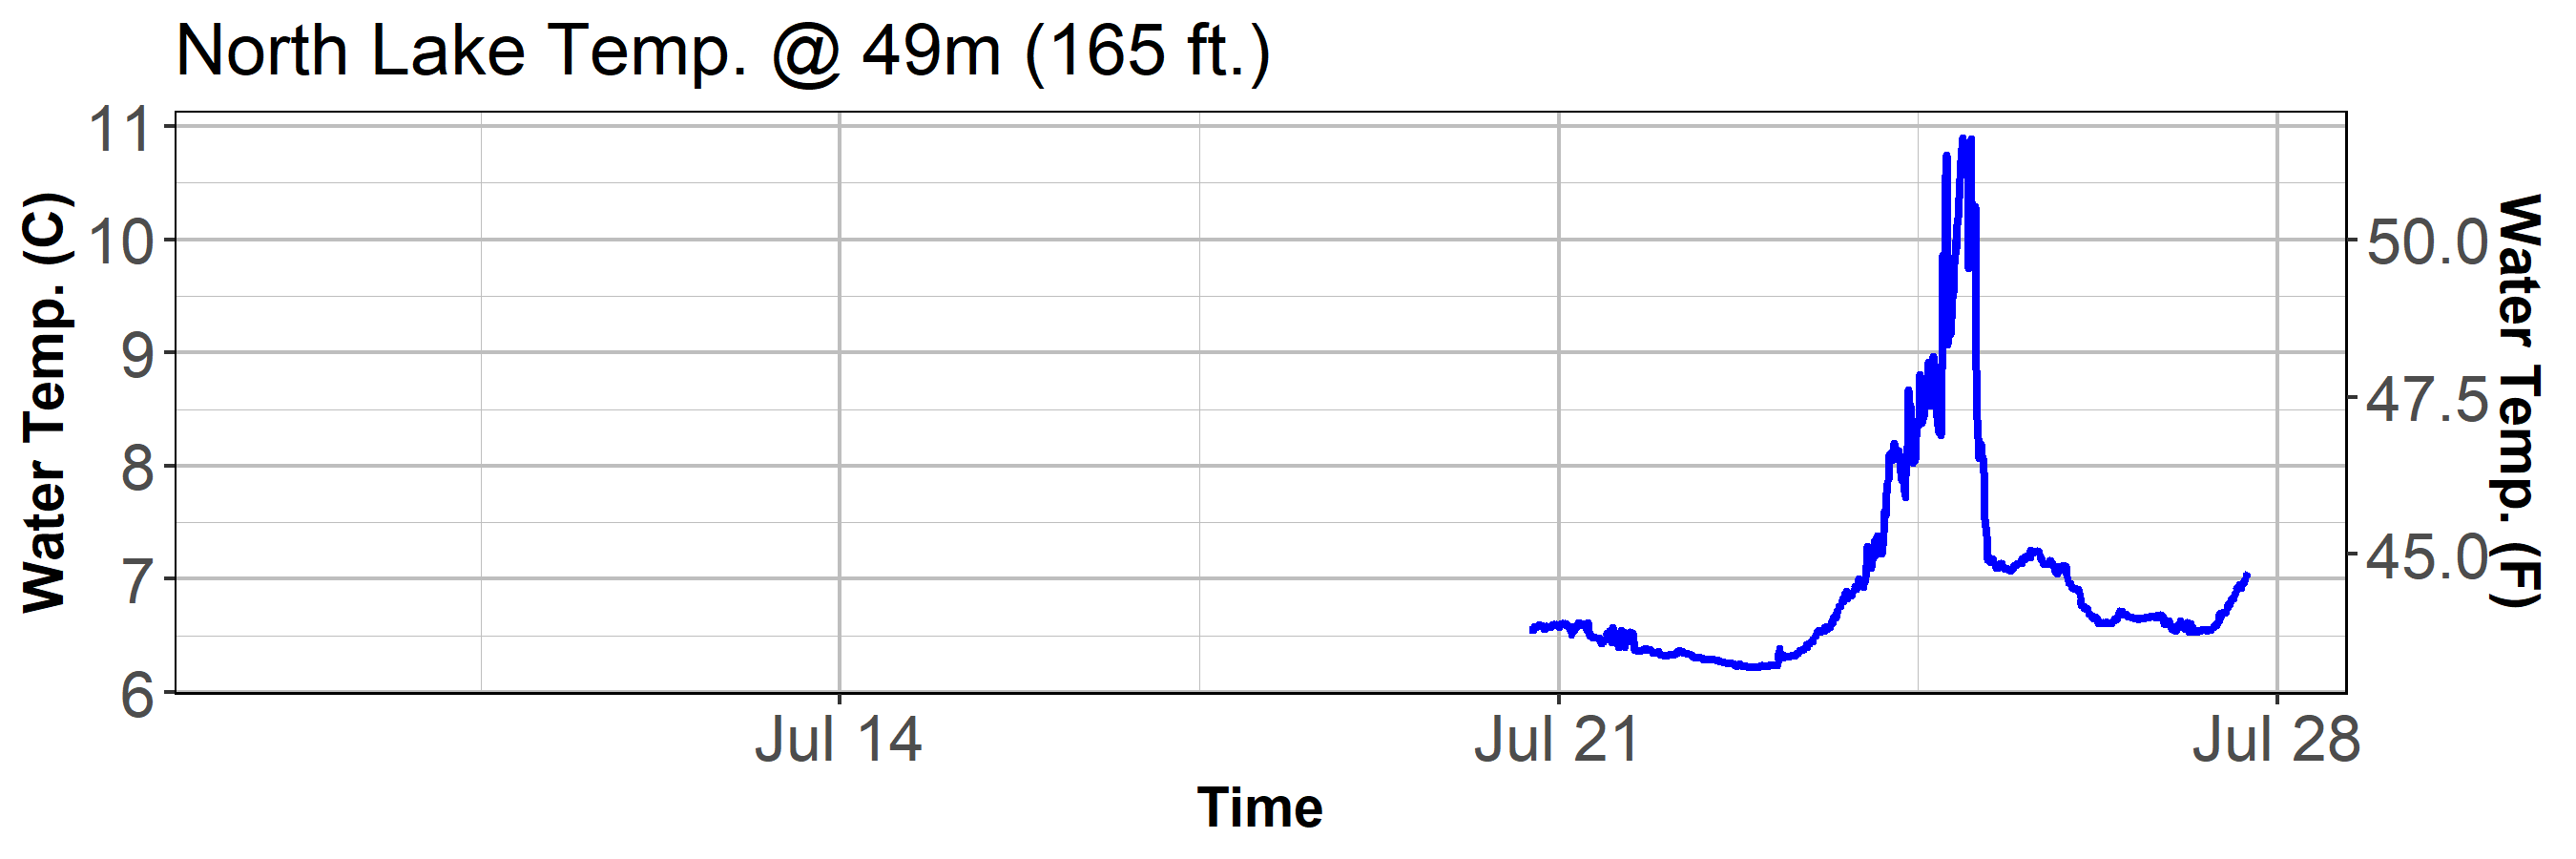 North Lake Temp. @ 49m (165 ft.)
11
10
9
8
7
6
Water Temp. (C)
50.0
47.5
45.0
Water Temp. (F)
Jul 14
Jul 21
Jul 28
Time